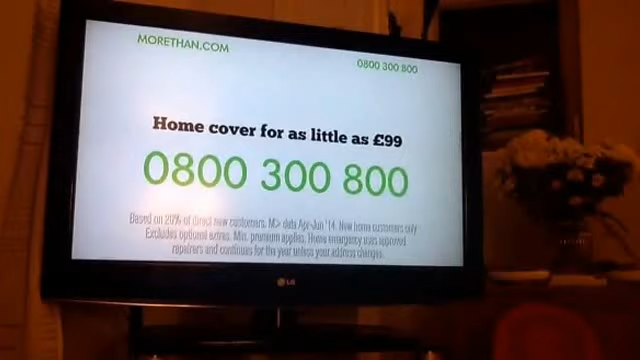 MORETHAN.COM
0800 300 800
Home cover for as little as £99
0800 300 800
Based on 20% of direct new customers. M> data Apr-Jun '14. New home customers only
Excludes optional extras. Min. premium applies. Home emergency uses approved
repairers and continues for the year unless your address changes.
LG